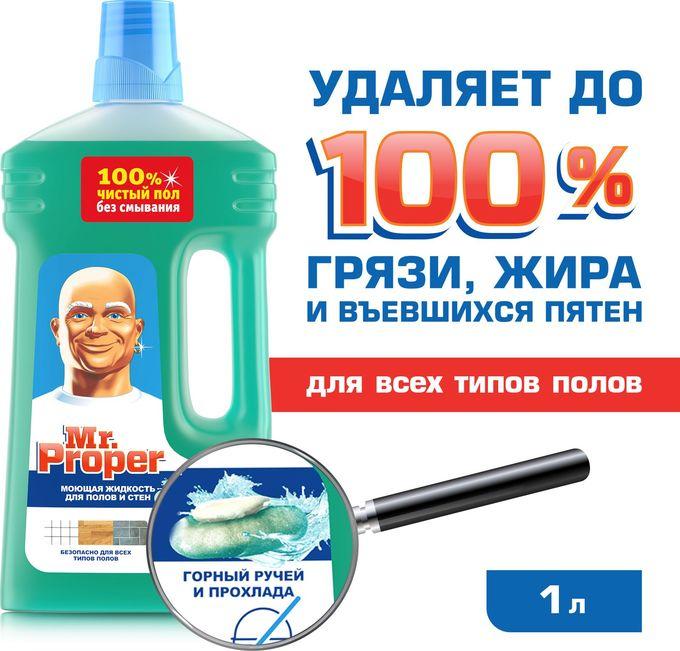 УДАЛЯЕТ ДО
100%
ГРЯЗИ, ЖИРА
И ВЪЕВШИХСЯ ПЯТЕН
для всех типов полов
100%
ЧИСТЫЙ ПОЛ
без смывания
Mr.
Proper
МОЮЩАЯ ЖИДКОСТЬ
ДЛЯ ПОЛОВ И СТЕН
БЕЗОПАСНО ДЛЯ ВСЕХ
ТИПОВ ПОЛОВ
ГОРНЫЙ РУЧЕЙ
И ПРОХЛАДА
1 л